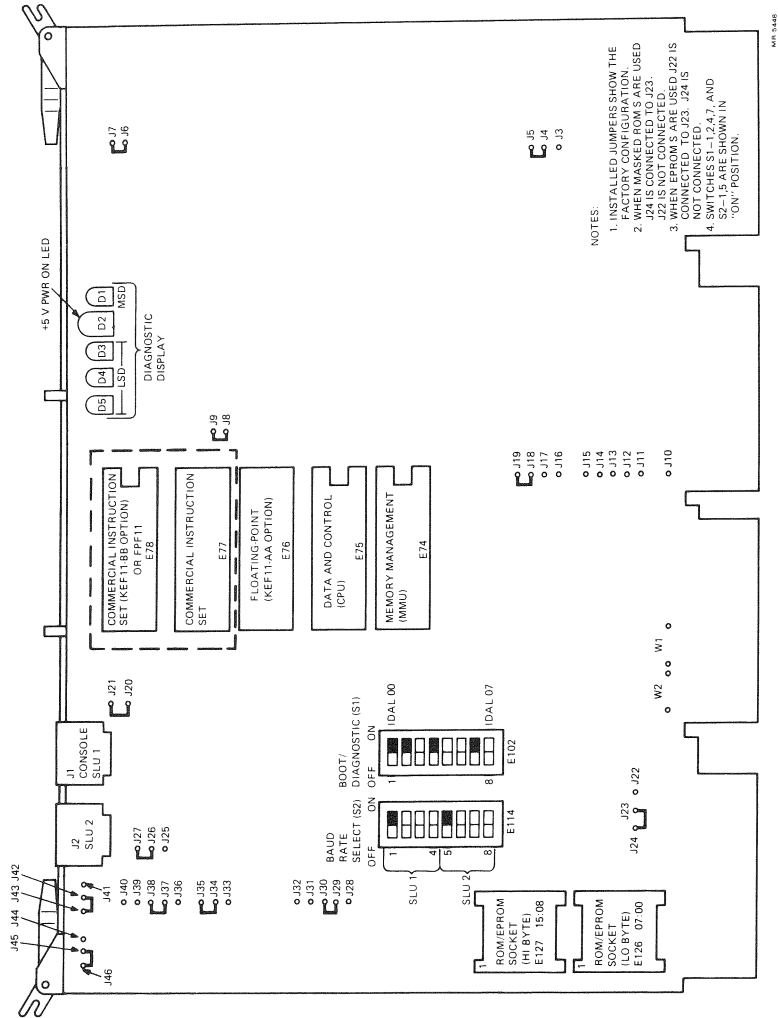 J46
J45
J44
J43
J42
J41
J40
J39
J38
J37
J36
J35
J34
J33
J32
J31
J30
J29
J28
J2
SLU 2
J1
CONSOLE
SLU 1
J27
J26
J25
J21
J20
+5 V PWR ON LED
D5
D4
D3
D2
D1
LSD
MSD
DIAGNOSTIC
DISPLAY
J7
J6
J9
J8
COMMERCIAL INSTRUCTION
SET (KEF11-BB OPTION)
OR FPF11
E78
COMMERCIAL INSTRUCTION
SET
E77
FLOATING-POINT
(KEF11-AA OPTION)
E76
DATA AND CONTROL
(CPU)
E75
MEMORY MANAGEMENT
(MMU)
E74
BAUD
RATE
SELECT (S2)
OFF
ON
1
4
5
8
SLU 1
SLU 2
E114
BOOT/
DIAGNOSTIC (S1)
OFF
ON
1
8
IDAL 00
IDAL 07
E102
1
ROM/EPROM
SOCKET
(HI BYTE)
E127 15:08
1
ROM/EPROM
SOCKET
(LO BYTE)
E126 07:00
J24
J23
J22
W2
W1
J19
J18
J17
J16
J15
J14
J13
J12
J11
J10
J5
J4
J3
NOTES:
1. INSTALLED JUMPERS SHOW THE
FACTORY CONFIGURATION.
2. WHEN MASKED ROM S ARE USED
J24 IS CONNECTED TO J23.
J22 IS NOT CONNECTED.
3. WHEN EPROM S ARE USED J22 IS
CONNECTED TO J23. J24 IS
NOT CONNECTED.
4. SWITCHES S1-1,2,4,7, AND
S2-1,5 ARE SHOWN IN
"ON" POSITION.
MR 5448